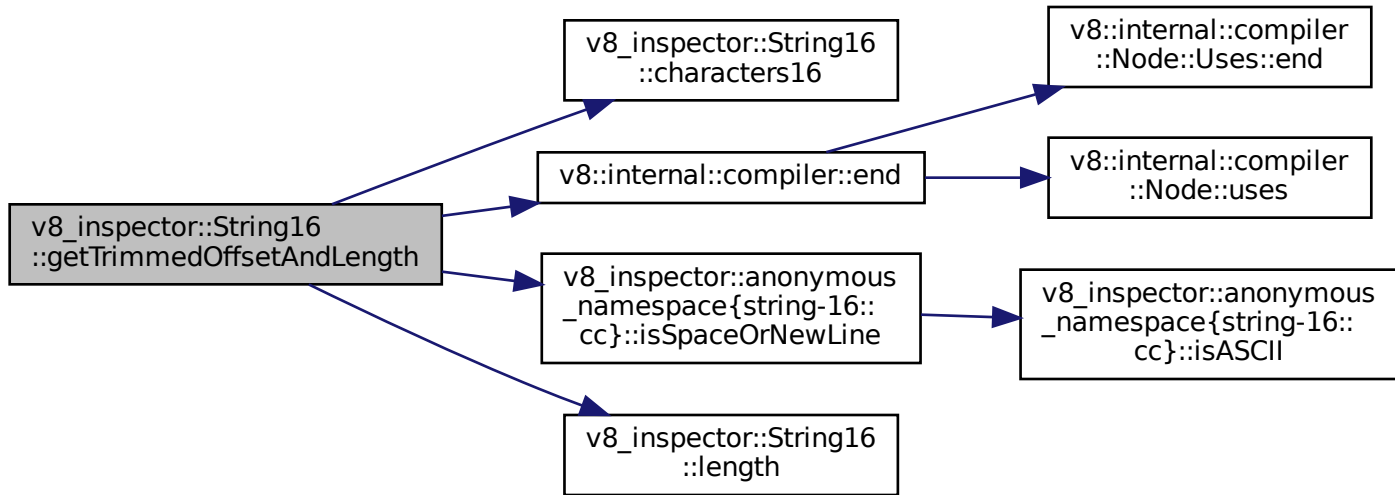 v8_inspector::String16
::getTrimmedOffsetAndLength
v8_inspector::String16
::characters16
v8::internal::compiler::end
v8::internal::compiler
::Node::Uses::end
v8::internal::compiler
::Node::uses
v8_inspector::anonymous
_namespace{string-16::
cc}::isSpaceOrNewLine
v8_inspector::anonymous
_namespace{string-16::
cc}::isASCII
v8_inspector::String16
::length